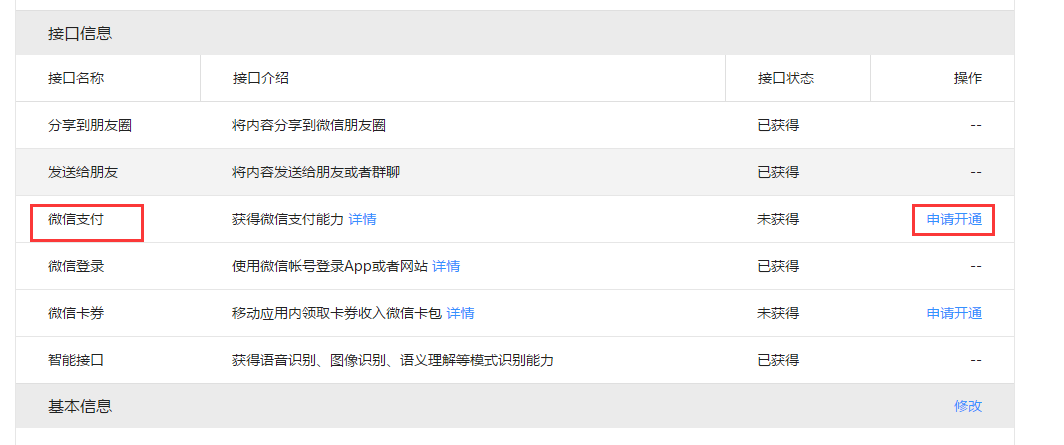 接口信息
接口名称 接口介绍 接口状态 操作
分享到朋友圈 将内容分享到微信朋友圈 已获得 --
发送给朋友 将内容发送给朋友或者群聊 已获得 --
微信支付 获得微信支付能力 详情 未获得 申请开通
微信登录 使用微信帐号登录App或者网站 详情 已获得 --
微信卡券 移动应用内领取卡券收入微信卡包 详情 未获得 申请开通
智能接口 获得语音识别、图像识别、语义理解等模式识别能力 已获得 --
基本信息 修改